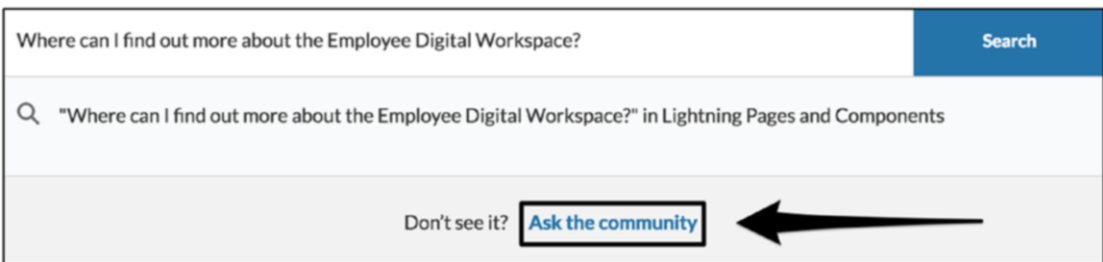 Where can I find out more about the Employee Digital Workspace?
Search
"Where can I find out more about the Employee Digital Workspace?" in Lightning Pages and Components
Don't see it? Ask the community